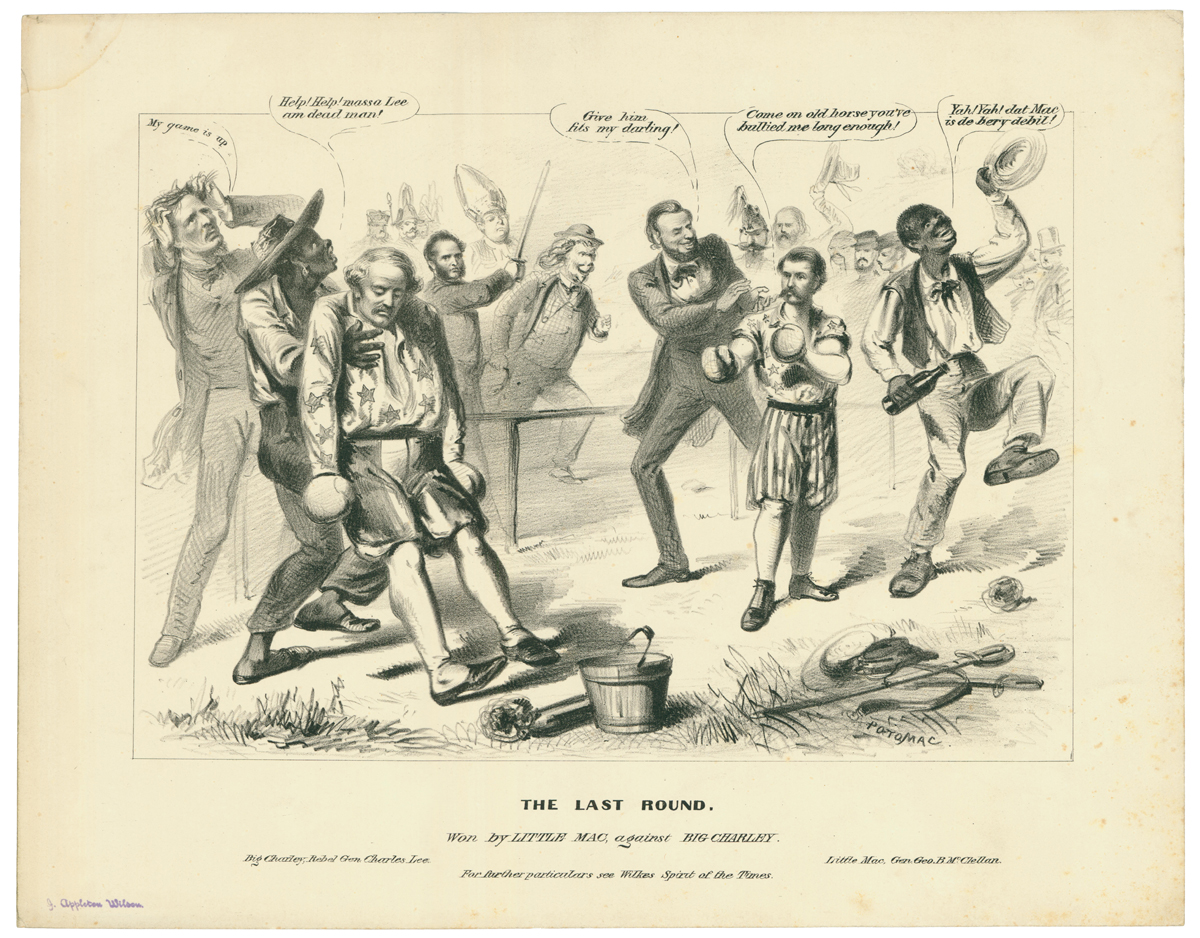 My game is up
Help! Help! massa Lee
am dead man!
Give him
fits my darling!
Come on old horse you've
bullied me long enough!
Yah! Yah! dat Mac
is de bery debil!
POTOMAC
THE LAST ROUND.
Won by LITTLE MAC, against BIG CHARLEY.
Big Charley, Rebel Gen Charles Lee.
Little Mac. Gen. Geo. B. McClellan.
For further particulars see Wilkes Spirit of the Times.
J. Appleton Wilson.